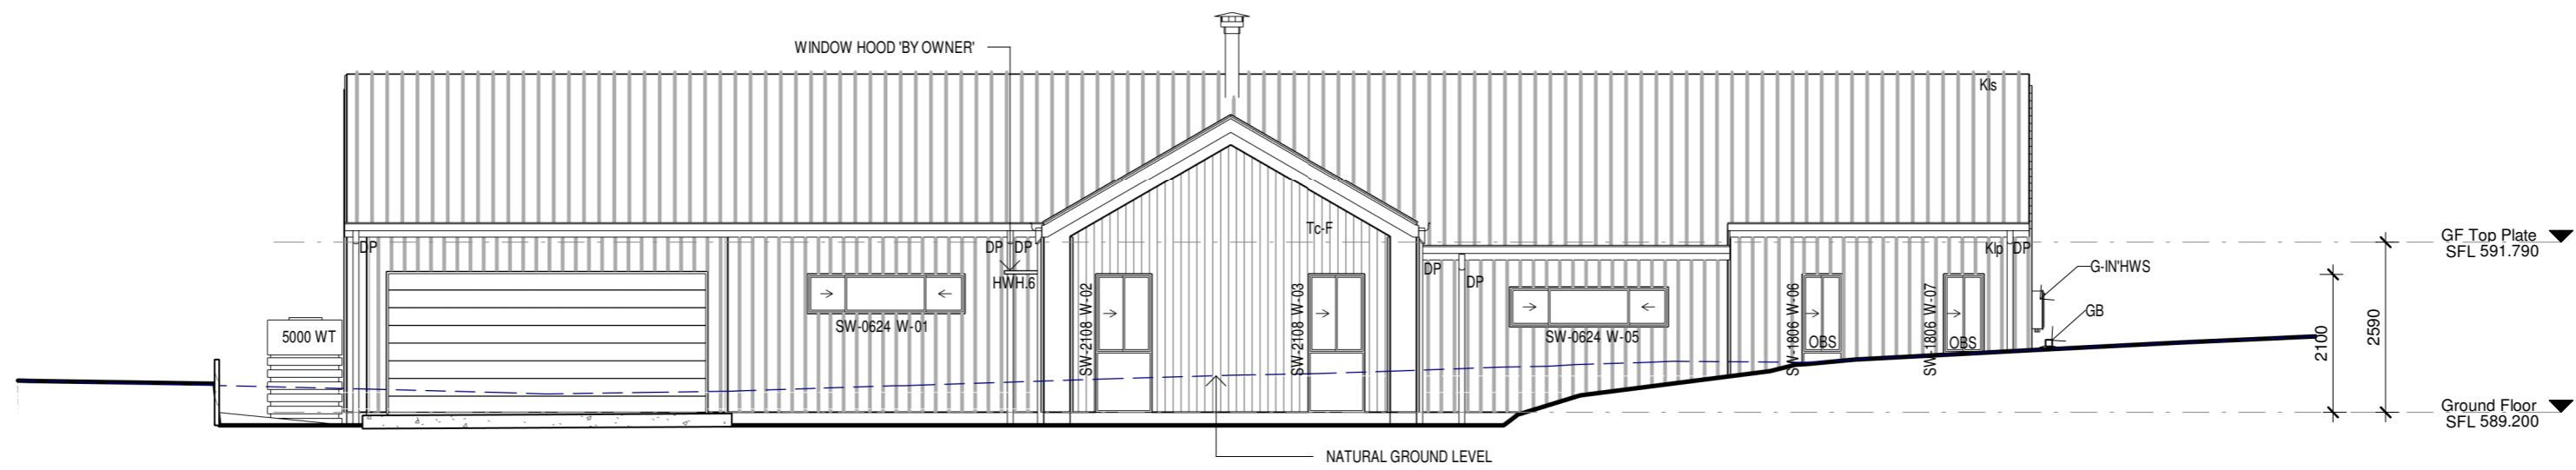 WINDOW HOOD 'BY OWNER'
Kls
Tc-F
DP
DP
DP
Klp
DP
GF Top Plate
SFL 591.790
DP
DP
G-IN'HWS
HWH.6
GB
5000 WT
SW-0624 W-01
SW-2108 W-02
SW-2108 W-03
SW-0624 W-05
SW-1806 W-06
OBS
SW-1806 W-07
OBS
2100
2590
Ground Floor
SFL 589.200
NATURAL GROUND LEVEL